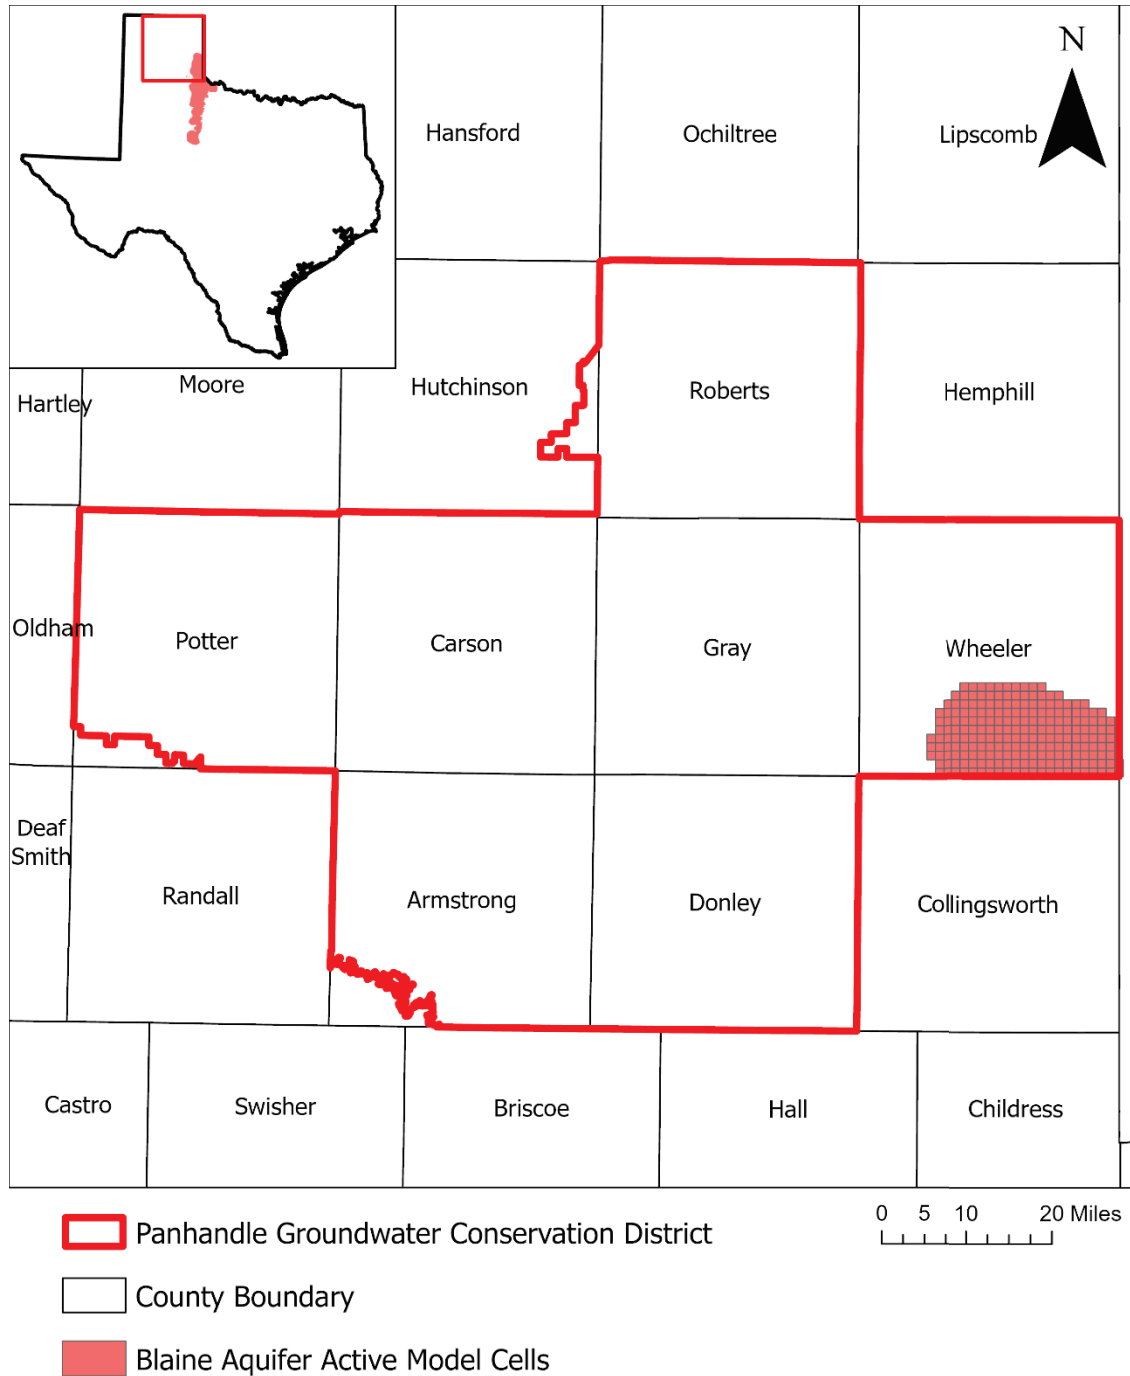 N
Hansford
Ochiltree
Lipscomb
Hartley
Moore
Hutchinson
Roberts
Hemphill
Oldham
Potter
Carson
Gray
Wheeler
Deaf
Smith
Randall
Armstrong
Donley
Collingsworth
Castro
Swisher
Briscoe
Hall
Childress
0 5 10 20 Miles
Panhandle Groundwater Conservation District
County Boundary
Blaine Aquifer Active Model Cells